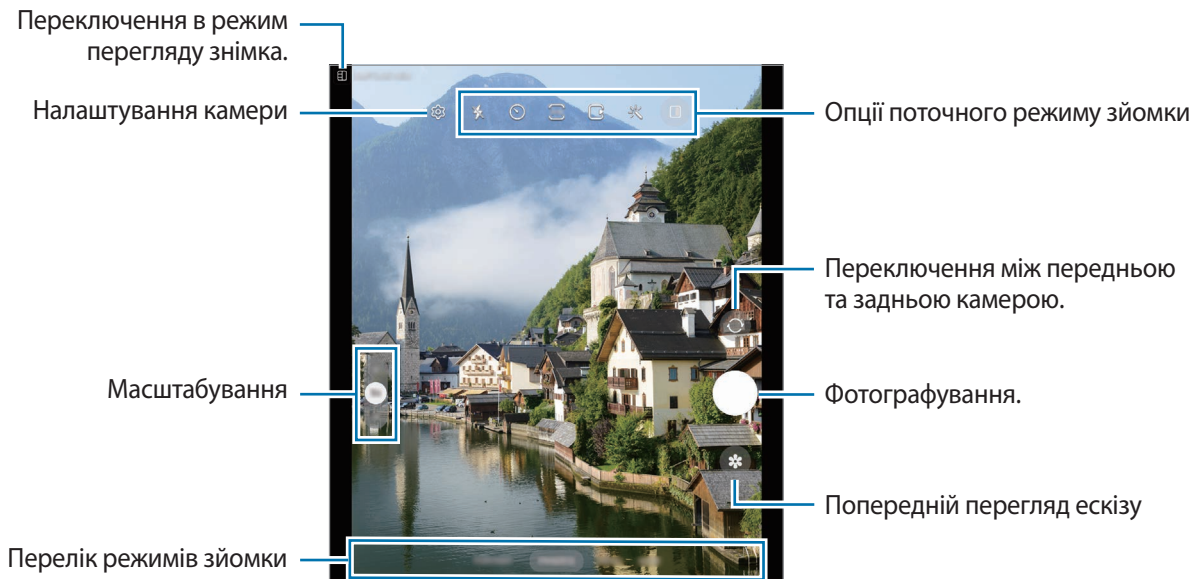 Переключення в режим
перегляду знімка.
Налаштування камери
Опції поточного режиму зйомки
Переключення між передньою
та задньою камерою.
Масштабування
Фотографування.
Попередній перегляд ескізу
Перелік режимів зйомки